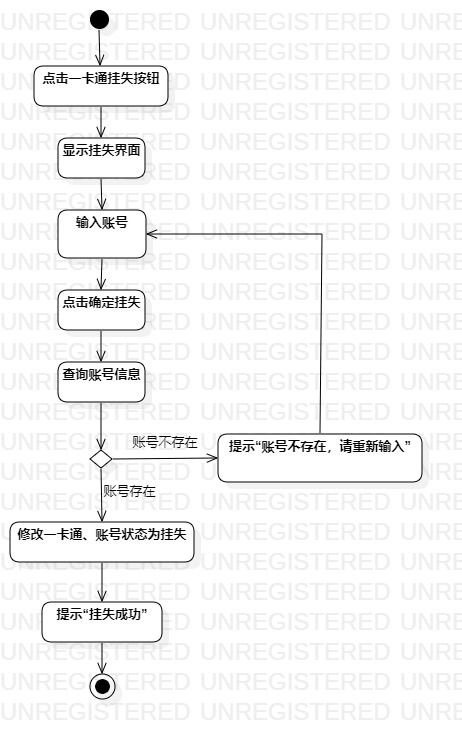 点击一卡通挂失按钮
显示挂失界面
输入账号
点击确定挂失
查询账号信息
账号不存在
提示“账号不存在，请重新输入”
账号存在
修改一卡通、账号状态为挂失
提示“挂失成功”
UNREGISTERED